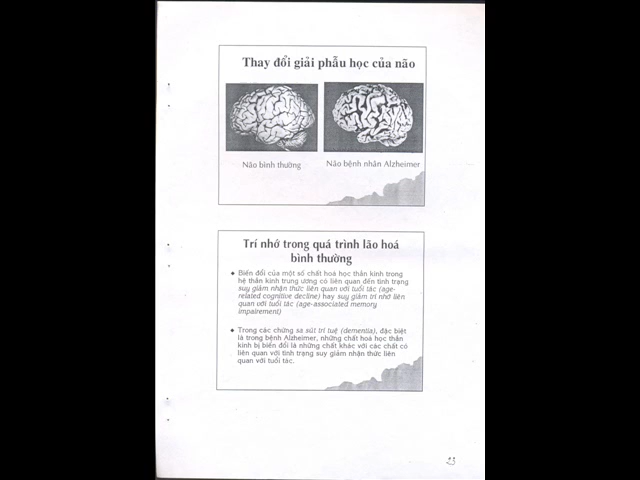 Thay đổi giải phẫu học của não
Não bình thường
Não bệnh nhân Alzheimer
Trí nhớ trong quá trình lão hoá
bình thường
◆ Biến đổi của một số chất hoá học thần kinh trong
hệ thần kinh trung ương có liên quan đến tình trạng
suy giảm nhận thức liên quan với tuổi tác (age-
related cognitive decline) hay suy giảm trí nhớ liên
quan với tuổi tác (age-associated memory
impairement)
◆ Trong các chứng sa sút trí tuệ (dementia), đặc biệt
là trong bệnh Alzheimer, những chất hoá học thần
kinh bị biến đổi là những chất khác với các chất có
liên quan với tình trạng suy giảm nhận thức liên
quan với tuổi tác.
23